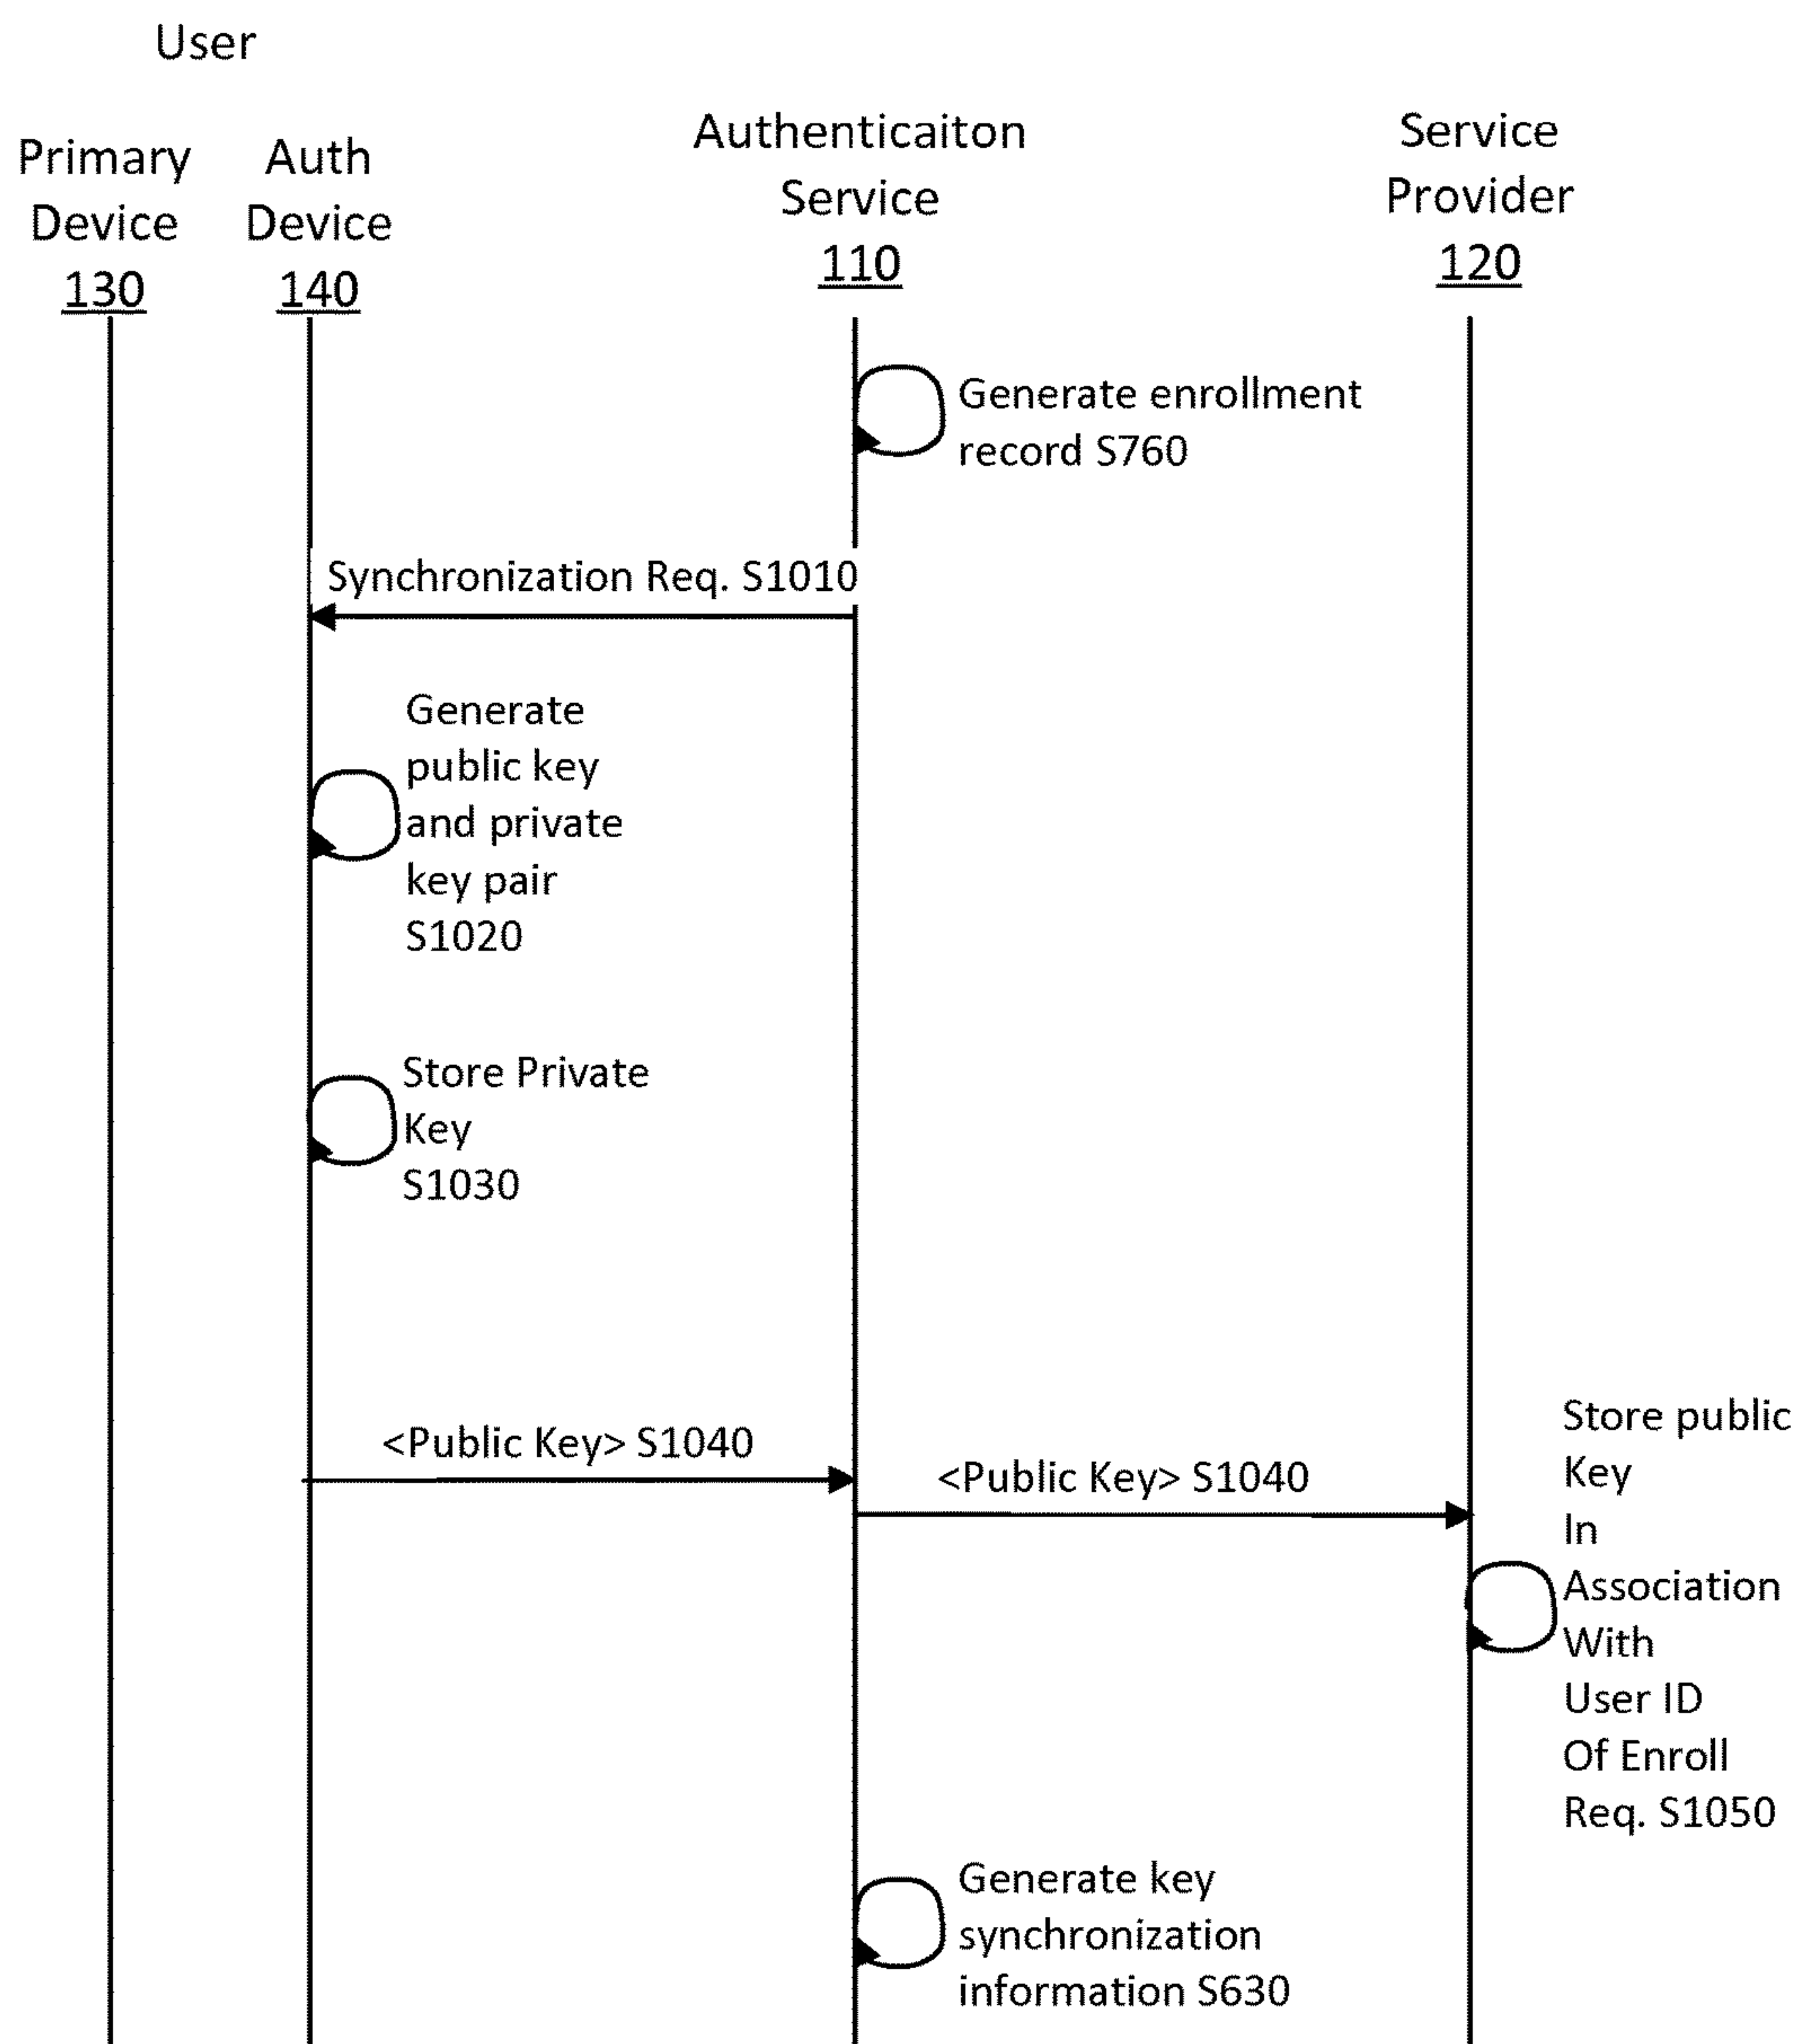 User
Primary
Device
130
Auth
Device
140
Authenticaiton
Service
110
Service
Provider
120
Generate enrollment
record S760
Synchronization Req. S1010
Generate
public key
and private
key pair
S1020
Store Private
Key
S1030
<Public Key> S1040
<Public Key> S1040
Store public
Key
In
Association
With
User ID
Of Enroll
Req. S1050
Generate key
synchronization
information S630